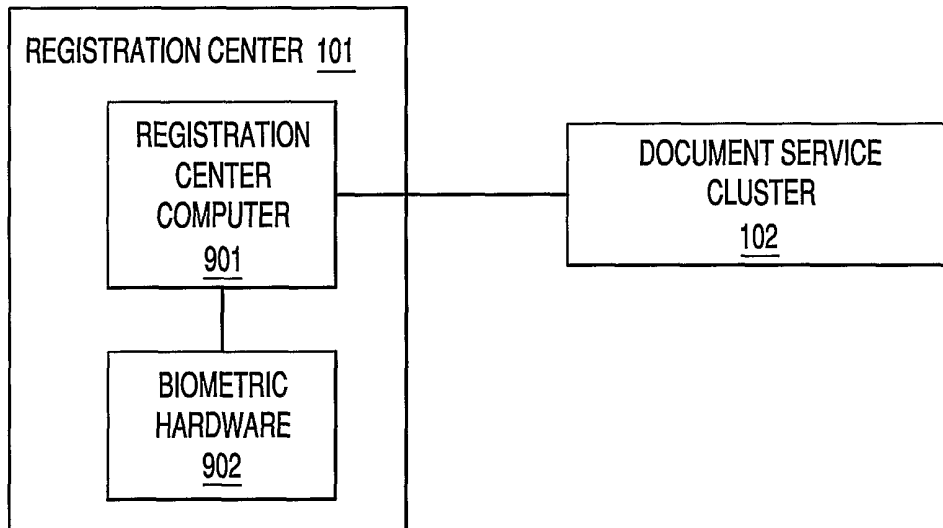 REGISTRATION CENTER 101
REGISTRATION
CENTER
COMPUTER
901
BIOMETRIC
HARDWARE
902
DOCUMENT SERVICE
CLUSTER
102